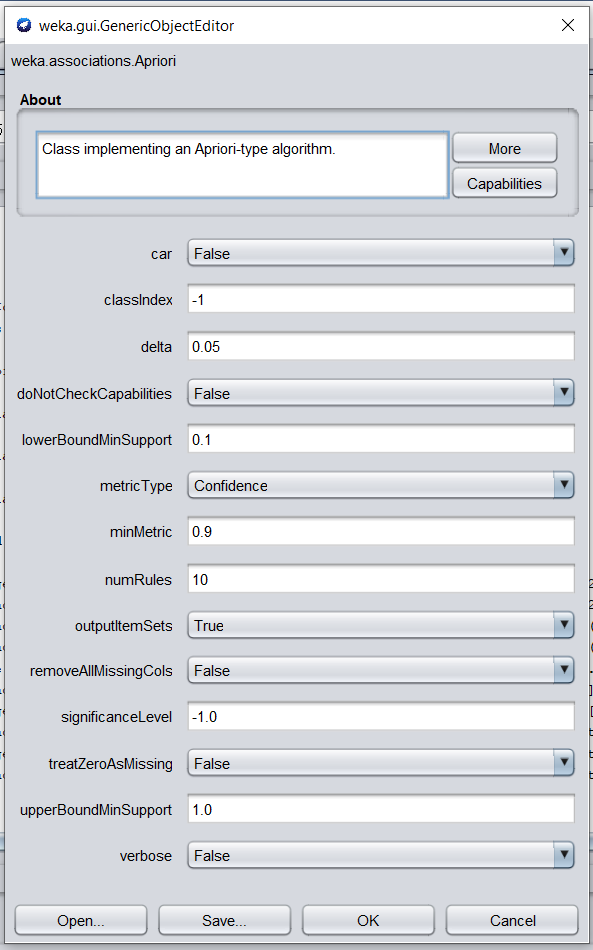 weka.gui.GenericObjectEditor
weka.associations.Apriori
About
Class implementing an Apriori-type algorithm.
More
Capabilities
car False
classIndex -1
delta 0.05
doNotCheckCapabilities False
lowerBoundMinSupport 0.1
metricType Confidence
minMetric 0.9
numRules 10
outputItemSets True
removeAllMissingCols False
significanceLevel -1.0
treatZeroAsMissing False
upperBoundMinSupport 1.0
verbose False
Open... Save... OK Cancel